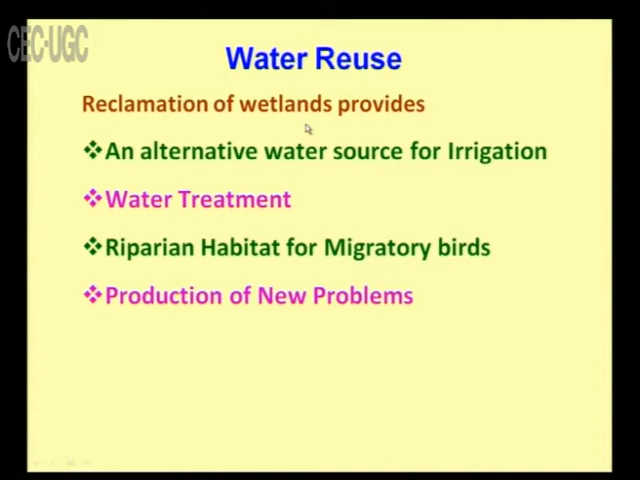 CEC-UGC
Water Reuse
Reclamation of wetlands provides
❖An alternative water source for Irrigation
❖Water Treatment
❖Riparian Habitat for Migratory birds
❖Production of New Problems